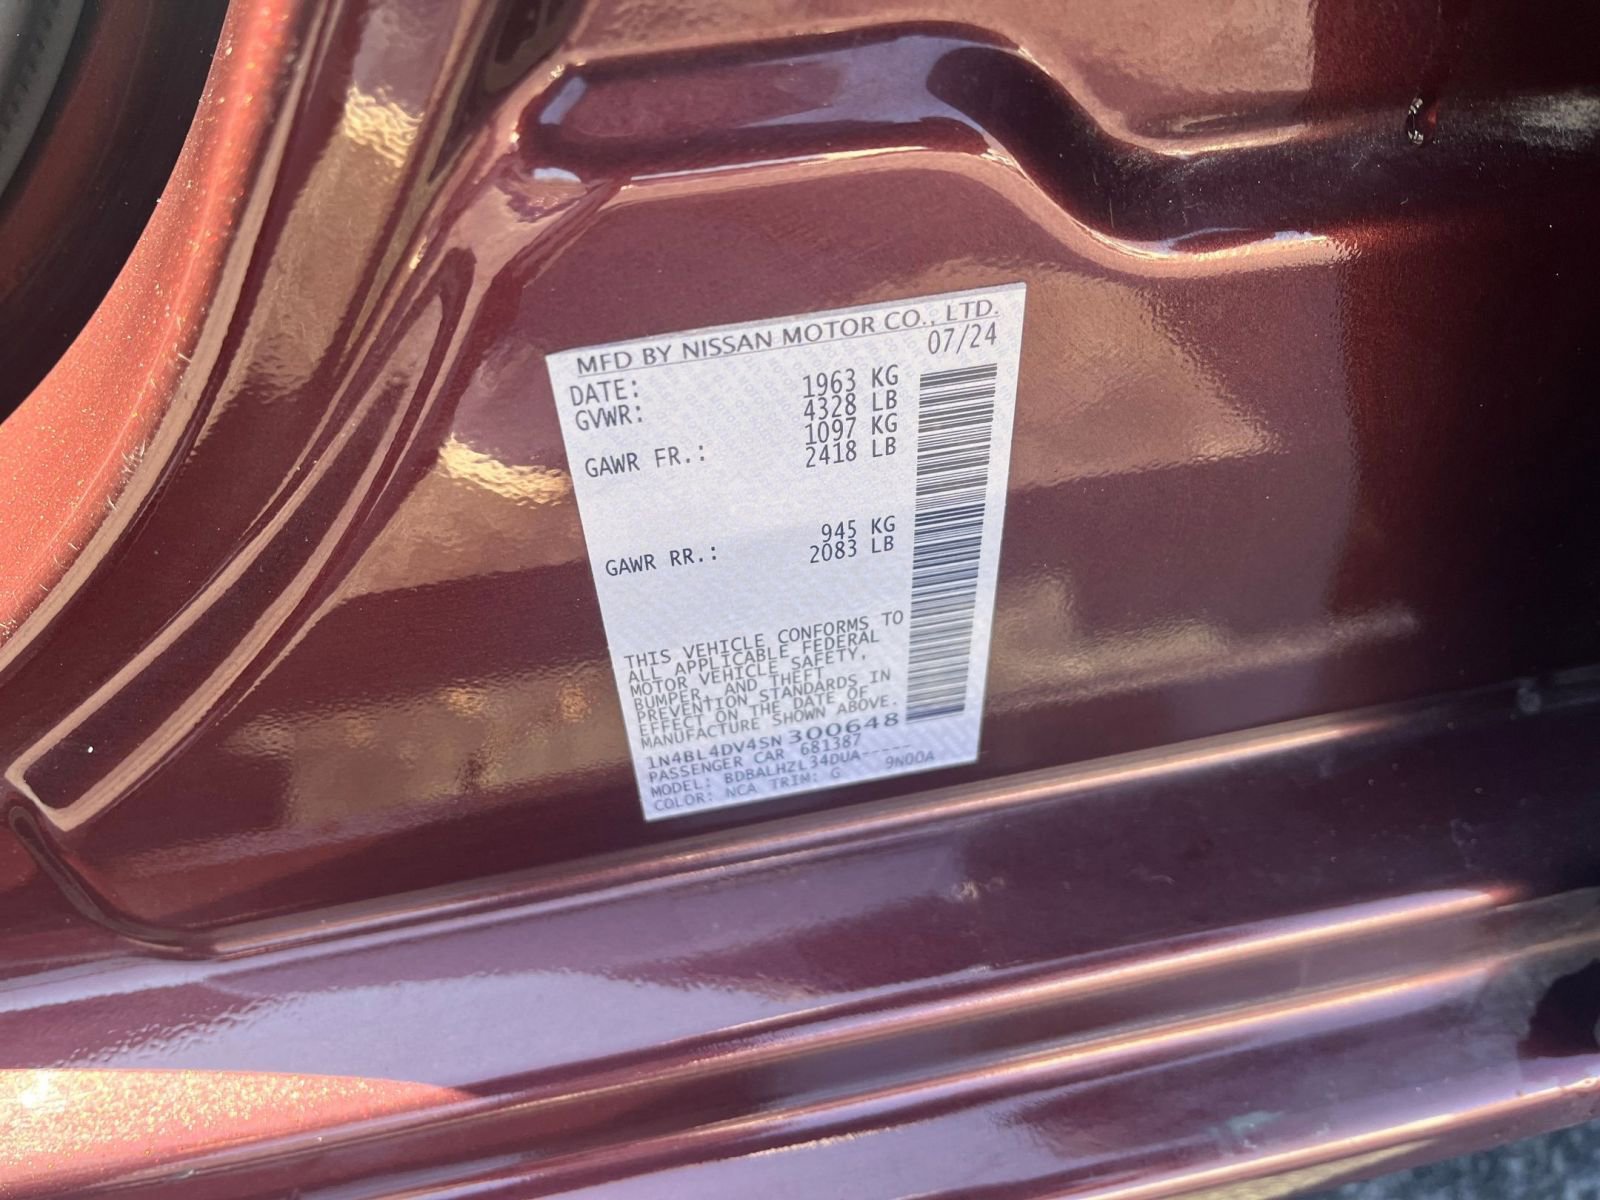 MFD BY NISSAN MOTOR CO., LTD.
DATE: 07/24
GVWR: 1963 KG
4328 LB
GAWR FR.: 1097 KG
2418 LB
GAWR RR.: 945 KG
2083 LB
THIS VEHICLE CONFORMS TO
ALL APPLICABLE FEDERAL
MOTOR VEHICLE SAFETY,
BUMPER, AND THEFT
PREVENTION STANDARDS IN
EFFECT ON THE DATE OF
MANUFACTURE SHOWN ABOVE.
1N4BL4DV4SN300648
PASSENGER CAR 681387
MODEL: BDBALHZL34DUA-----
COLOR: NCA TRIM: G 9N00A